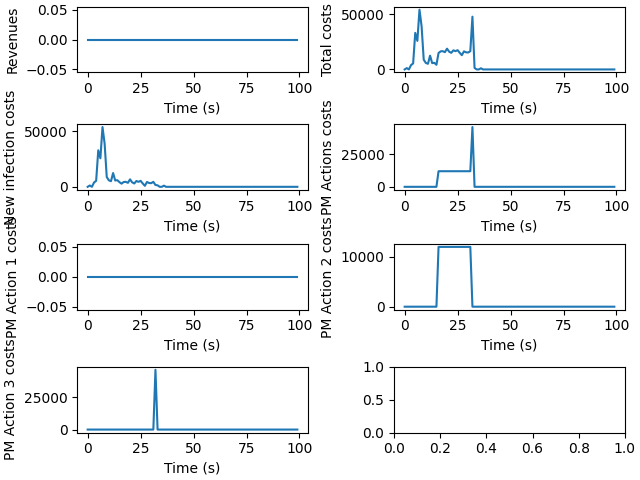 Revenues
0.05
0.00
−0.05
0 25 50 75 100
Time (s)
Total costs
50000
0
0 25 50 75 100
Time (s)
New infection costs
50000
0
0 25 50 75 100
Time (s)
PM Actions costs
25000
0
0 25 50 75 100
Time (s)
PM Action 1 costs
0.05
0.00
−0.05
0 25 50 75 100
Time (s)
PM Action 2 costs
10000
0
0 25 50 75 100
Time (s)
PM Action 3 costs
25000
0
0 25 50 75 100
Time (s)
1.0
0.5
0.0
0.0 0.2 0.4 0.6 0.8 1.0